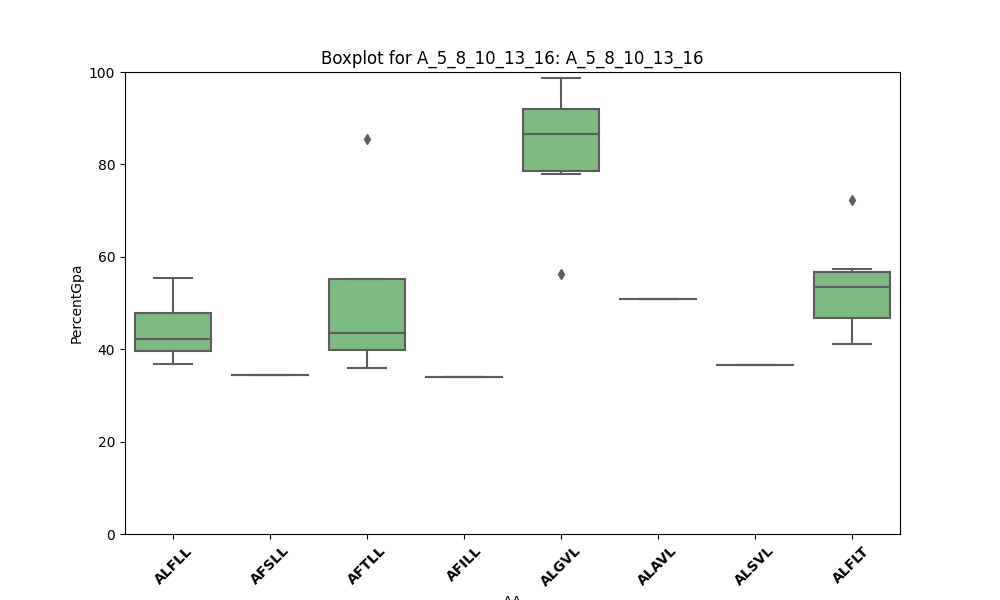 Boxplot for A_5_8_10_13_16: A_5_8_10_13_16
PercentGpa
100
80
60
40
20
0
ALFLL
AFSLL
AFTLL
AFILL
ALGVL
ALAVL
ALSVL
ALFLT